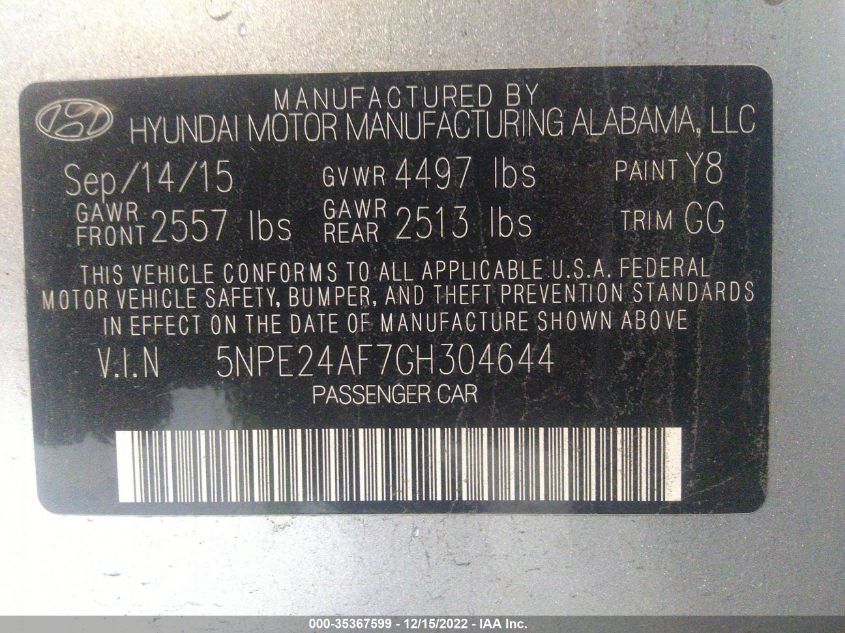 MANUFACTURED BY
HYUNDAI MOTOR MANUFACTURING ALABAMA, LLC
Sep/14/15 GVWR 4497 lbs PAINT Y8
GAWR FRONT 2557 lbs GAWR REAR 2513 lbs TRIM GG
THIS VEHICLE CONFORMS TO ALL APPLICABLE U.S.A. FEDERAL
MOTOR VEHICLE SAFETY, BUMPER, AND THEFT PREVENTION STANDARDS
IN EFFECT ON THE DATE OF MANUFACTURE SHOWN ABOVE
V.I.N 5NPE24AF7GH304644
PASSENGER CAR
000-35367599 - 12/15/2022 - IAA Inc.